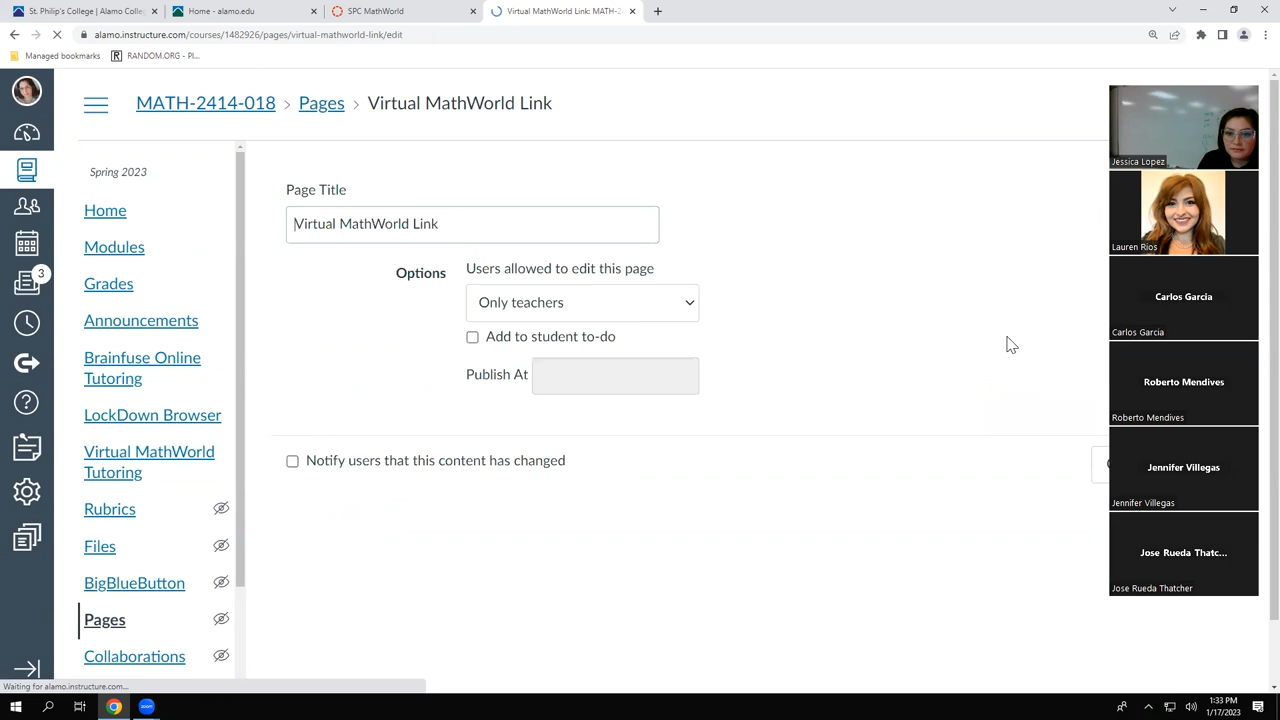 St. Philip's College | Alamo Colleg
Home - alamo.edu
SPC MathWorld
Virtual MathWorld Link: MATH-2
alamo.instructure.com/courses/1482926/pages/virtual-mathworld-link/edit
Managed bookmarks
RANDOM.ORG - Pi...
MATH-2414-018 > Pages > Virtual MathWorld Link
Spring 2023
Home
Modules
Grades
Announcements
Brainfuse Online
Tutoring
LockDown Browser
Virtual MathWorld
Tutoring
Rubrics
Files
BigBlueButton
Pages
Collaborations
3
Page Title
Virtual MathWorld Link
Options
Users allowed to edit this page
Only teachers
Add to student to-do
Publish At
Notify users that this content has changed
Jessica Lopez
Lauren Rios
Carlos Garcia
Carlos Garcia
Roberto Mendives
Roberto Mendives
Jennifer Villegas
Jennifer Villegas
Jose Rueda Thatc...
Jose Rueda Thatcher
Waiting for alamo.instructure.com...
zoom
1:33 PM
1/17/2023